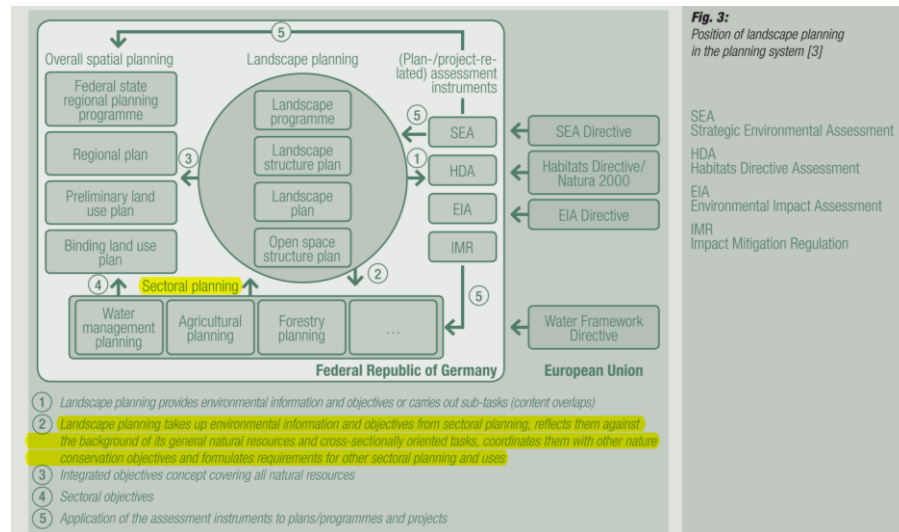 Fig. 3:
Position of landscape planning
in the planning system [3]
SEA
Strategic Environmental Assessment
HDA
Habitats Directive Assessment
EIA
Environmental Impact Assessment
IMR
Impact Mitigation Regulation
5
Overall spatial planning
Federal state
regional planning
programme
Regional plan
Preliminary land
use plan
Binding land use
plan
3
4
Landscape planning
Landscape
programme
Landscape
structure plan
Landscape
plan
Open space
structure plan
5
1
2
(Plan-/project-re-
lated) assessment
instruments
SEA
HDA
EIA
IMR
5
SEA Directive
Habitats Directive/
Natura 2000
EIA Directive
Water Framework
Directive
Sectoral planning
Water
management
planning
Agricultural
planning
Forestry
planning
...
Federal Republic of Germany
European Union
1 Landscape planning provides environmental information and objectives or carries out sub-tasks (content overlaps)
2 Landscape planning takes up environmental information and objectives from sectoral planning, reflects them against
the background of its general natural resources and cross-sectionally oriented tasks, coordinates them with other nature
conservation objectives and formulates requirements for other sectoral planning and uses
3 Integrated objectives concept covering all natural resources
4 Sectoral objectives
5 Application of the assessment instruments to plans/programmes and projects